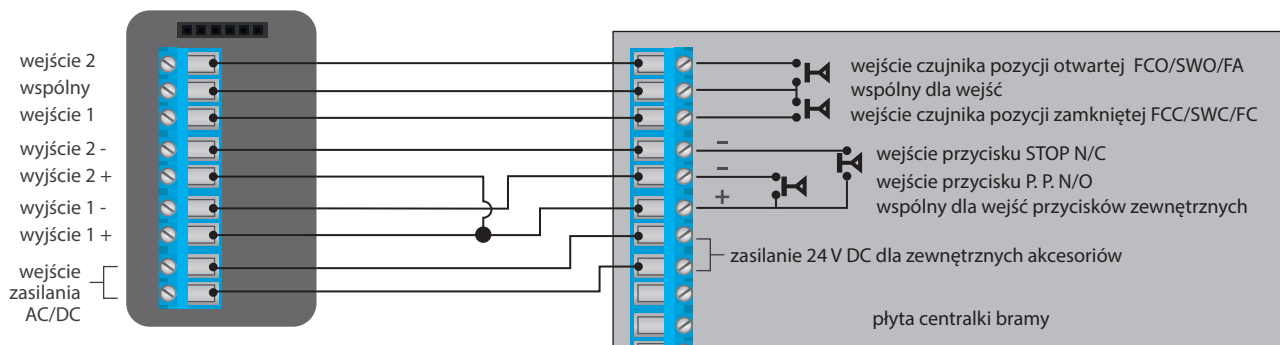 wejście 2
wspólny
wejście 1
wyjście 2 -
wyjście 2 +
wyjście 1 -
wyjście 1 +
wejście
zasilania
AC/DC
wejście czujnika pozycji otwartej FCO/SWO/FA
wspólny dla wejść
wejście czujnika pozycji zamkniętej FCC/SWC/FC
–
wejście przycisku STOP N/C
–
wejście przycisku P. P. N/O
+
wspólny dla wejść przycisków zewnętrznych
zasilanie 24 V DC dla zewnętrznych akcesoriów
płyta centralki bramy